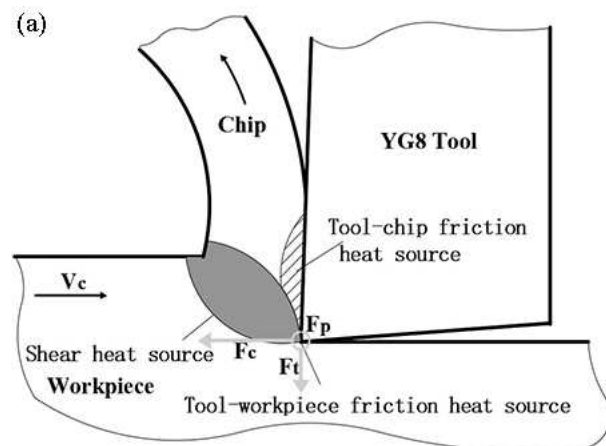 (a)
Chip
YG8 Tool
Tool-chip friction
heat source
Vc
Fp
Shear heat source
Fc
Ft
Workpiece
Tool-workpiece friction heat source